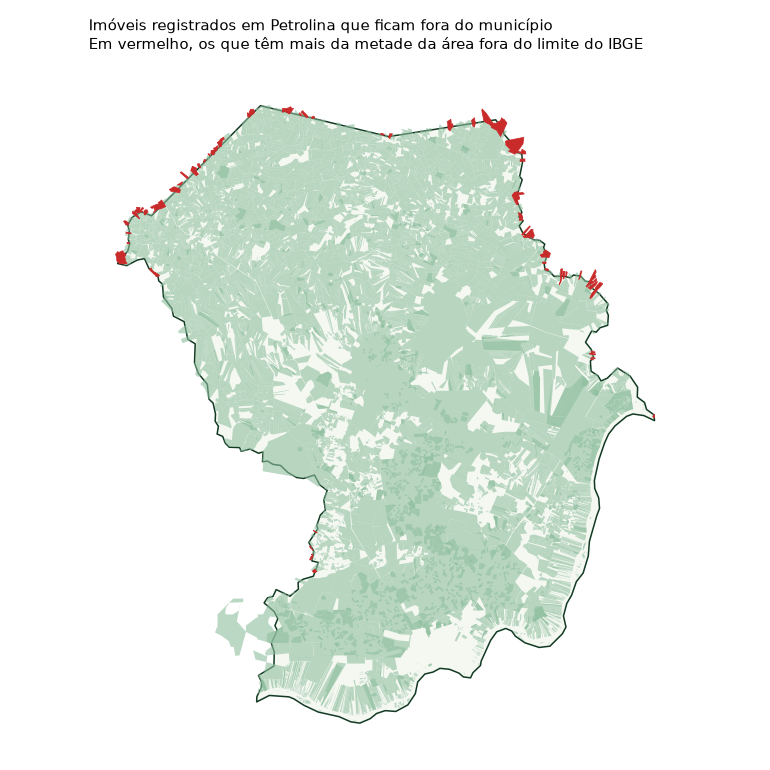 Imóveis registrados em Petrolina que ficam fora do município
Em vermelho, os que têm mais da metade da área fora do limite do IBGE